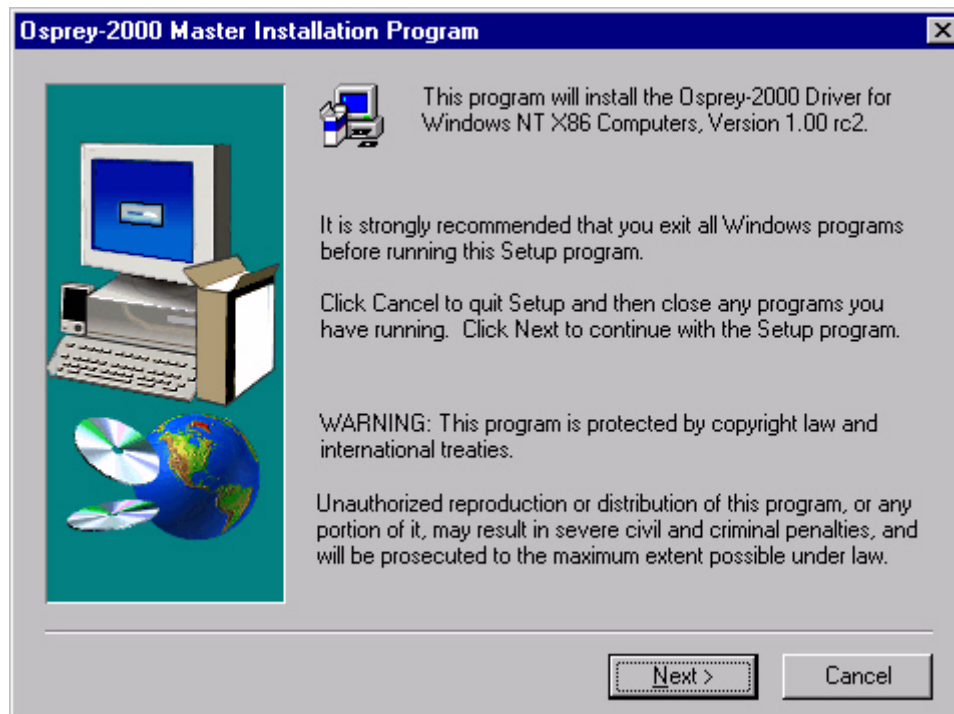 Osprey-2000 Master Installation Program
This program will install the Osprey-2000 Driver for
Windows NT X86 Computers, Version 1.00 rc2.
It is strongly recommended that you exit all Windows programs
before running this Setup program.
Click Cancel to quit Setup and then close any programs you
have running.  Click Next to continue with the Setup program.
WARNING: This program is protected by copyright law and
international treaties.
Unauthorized reproduction or distribution of this program, or any
portion of it, may result in severe civil and criminal penalties, and
will be prosecuted to the maximum extent possible under law.
Next >
Cancel